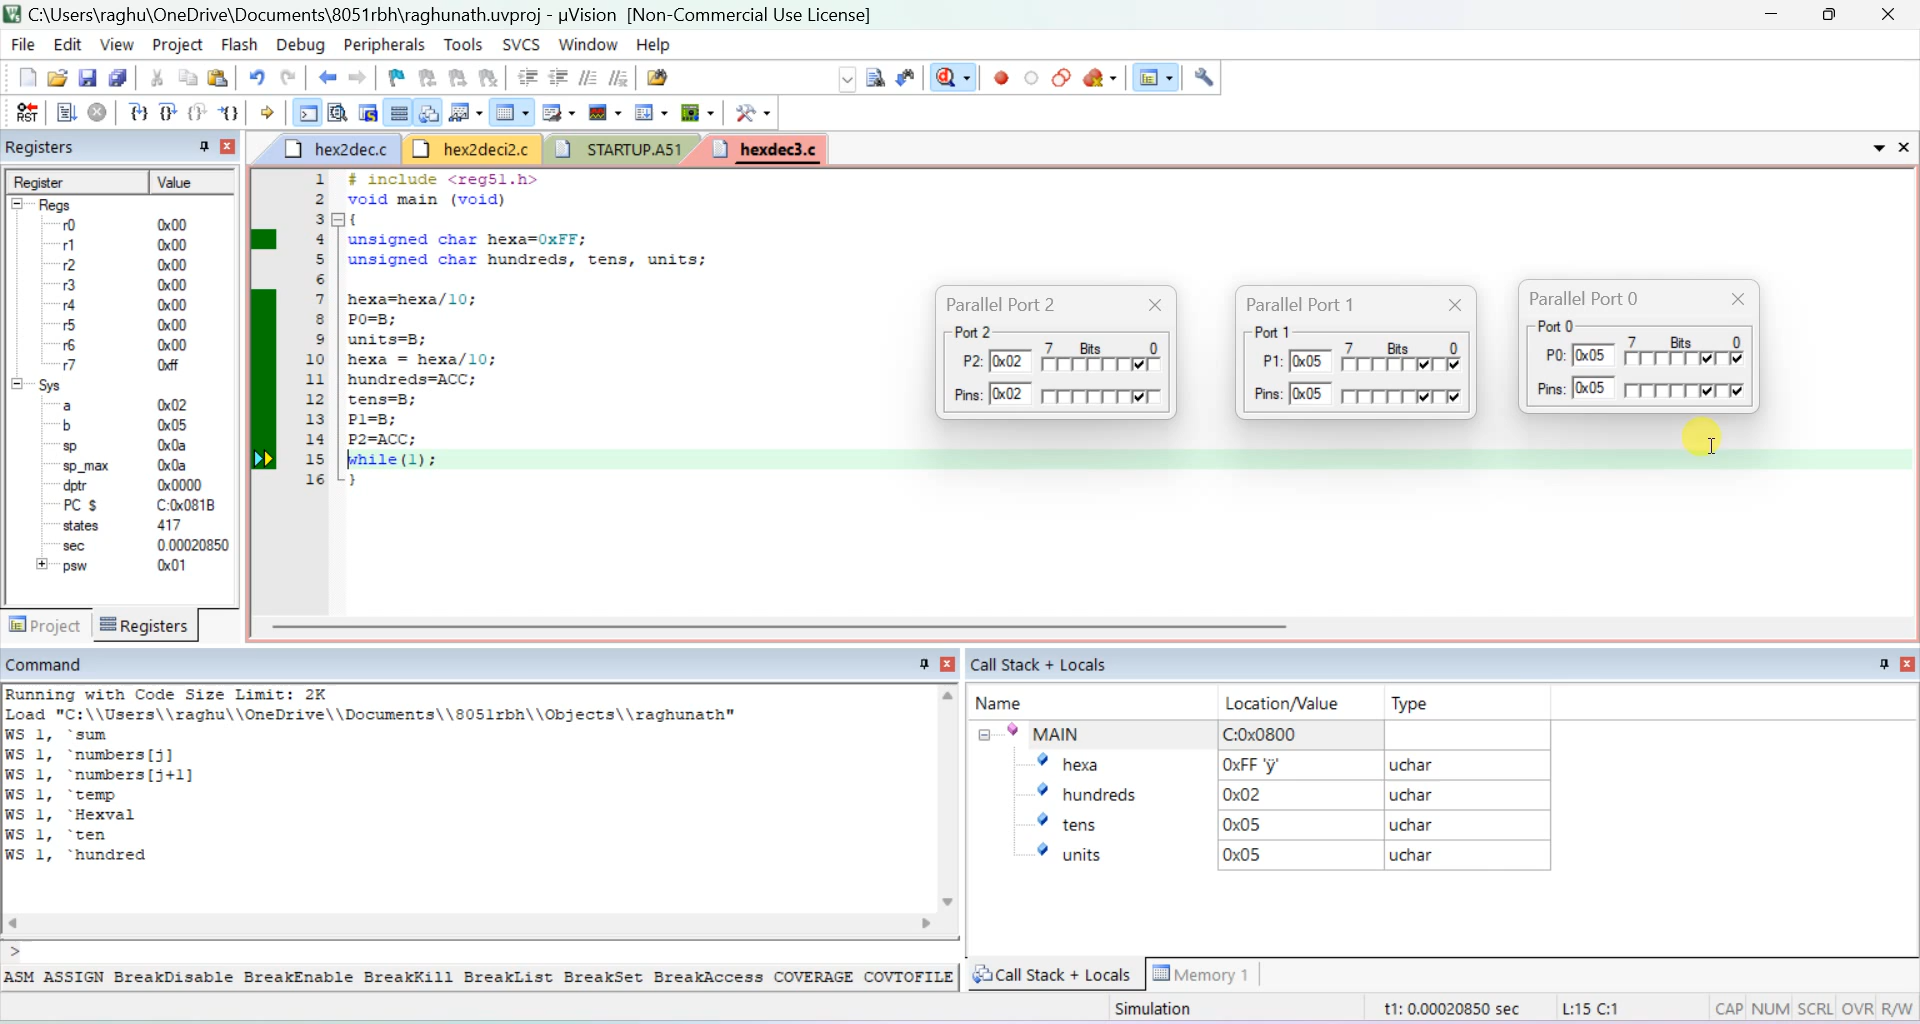 C:\Users\raghu\OneDrive\Documents\8051rbh\raghunath.uvproj - µVision [Non-Commercial Use License]
File Edit View Project Flash Debug Peripherals Tools SVCS Window Help
RST
Registers
hex2dec.c hex2deci2.c STARTUP.A51 hexdec3.c
Register Value
Regs
r0 0x00
r1 0x00
r2 0x00
r3 0x00
r4 0x00
r5 0x00
r6 0x00
r7 0xff
Sys
a 0x02
b 0x05
sp 0x0a
sp_max 0x0a
dptr 0x0000
PC $ C:0x081B
states 417
sec 0.00020850
psw 0x01
Project Registers
1 # include <reg51.h>
2 void main (void)
3 {
4 unsigned char hexa=0xFF;
5 unsigned char hundreds, tens, units;
6
7 hexa=hexa/10;
8 P0=B;
9 units=B;
10 hexa = hexa/10;
11 hundreds=ACC;
12 tens=B;
13 P1=B;
14 P2=ACC;
15 while(1);
16 }
Parallel Port 2
Port 2
P2: 0x02 7 Bits 0
Pins: 0x02
Parallel Port 1
Port 1
P1: 0x05 7 Bits 0
Pins: 0x05
Parallel Port 0
Port 0
P0: 0x05 7 Bits 0
Pins: 0x05
Command
Running with Code Size Limit: 2K
Load "C:\\Users\\raghu\\OneDrive\\Documents\\8051rbh\\Objects\\raghunath"
WS 1, `sum
WS 1, `numbers[j]
WS 1, `numbers[j+1]
WS 1, `temp
WS 1, `Hexval
WS 1, `ten
WS 1, `hundred
>
ASM ASSIGN BreakDisable BreakEnable BreakKill BreakList BreakSet BreakAccess COVERAGE COVTOFILE
Call Stack + Locals
Name Location/Value Type
MAIN C:0x0800
hexa 0xFF 'ÿ' uchar
hundreds 0x02 uchar
tens 0x05 uchar
units 0x05 uchar
Call Stack + Locals Memory 1
Simulation t1: 0.00020850 sec L:15 C:1 CAP NUM SCRL OVR R/W